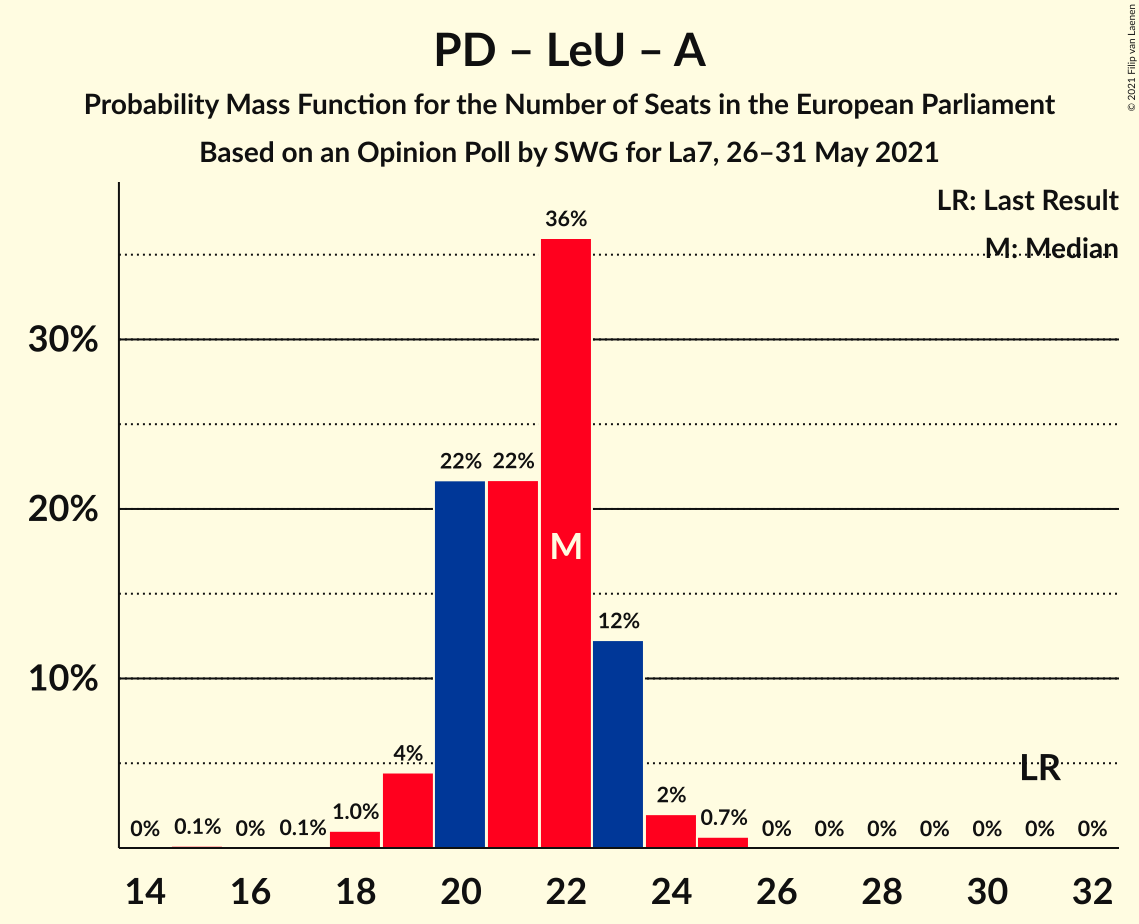 PD – LeU – A
Probability Mass Function for the Number of Seats in the European Parliament
Based on an Opinion Poll by SWG for La7, 26–31 May 2021
© 2021 Filip van Laenen
LR: Last Result
M: Median
36%
30%
22% 22%
20%
M
12%
10%
4%
LR
2%
0% 0.1% 0% 0.1% 1.0% 0.7% 0% 0% 0% 0% 0% 0% 0%
14 16 18 20 22 24 26 28 30 32